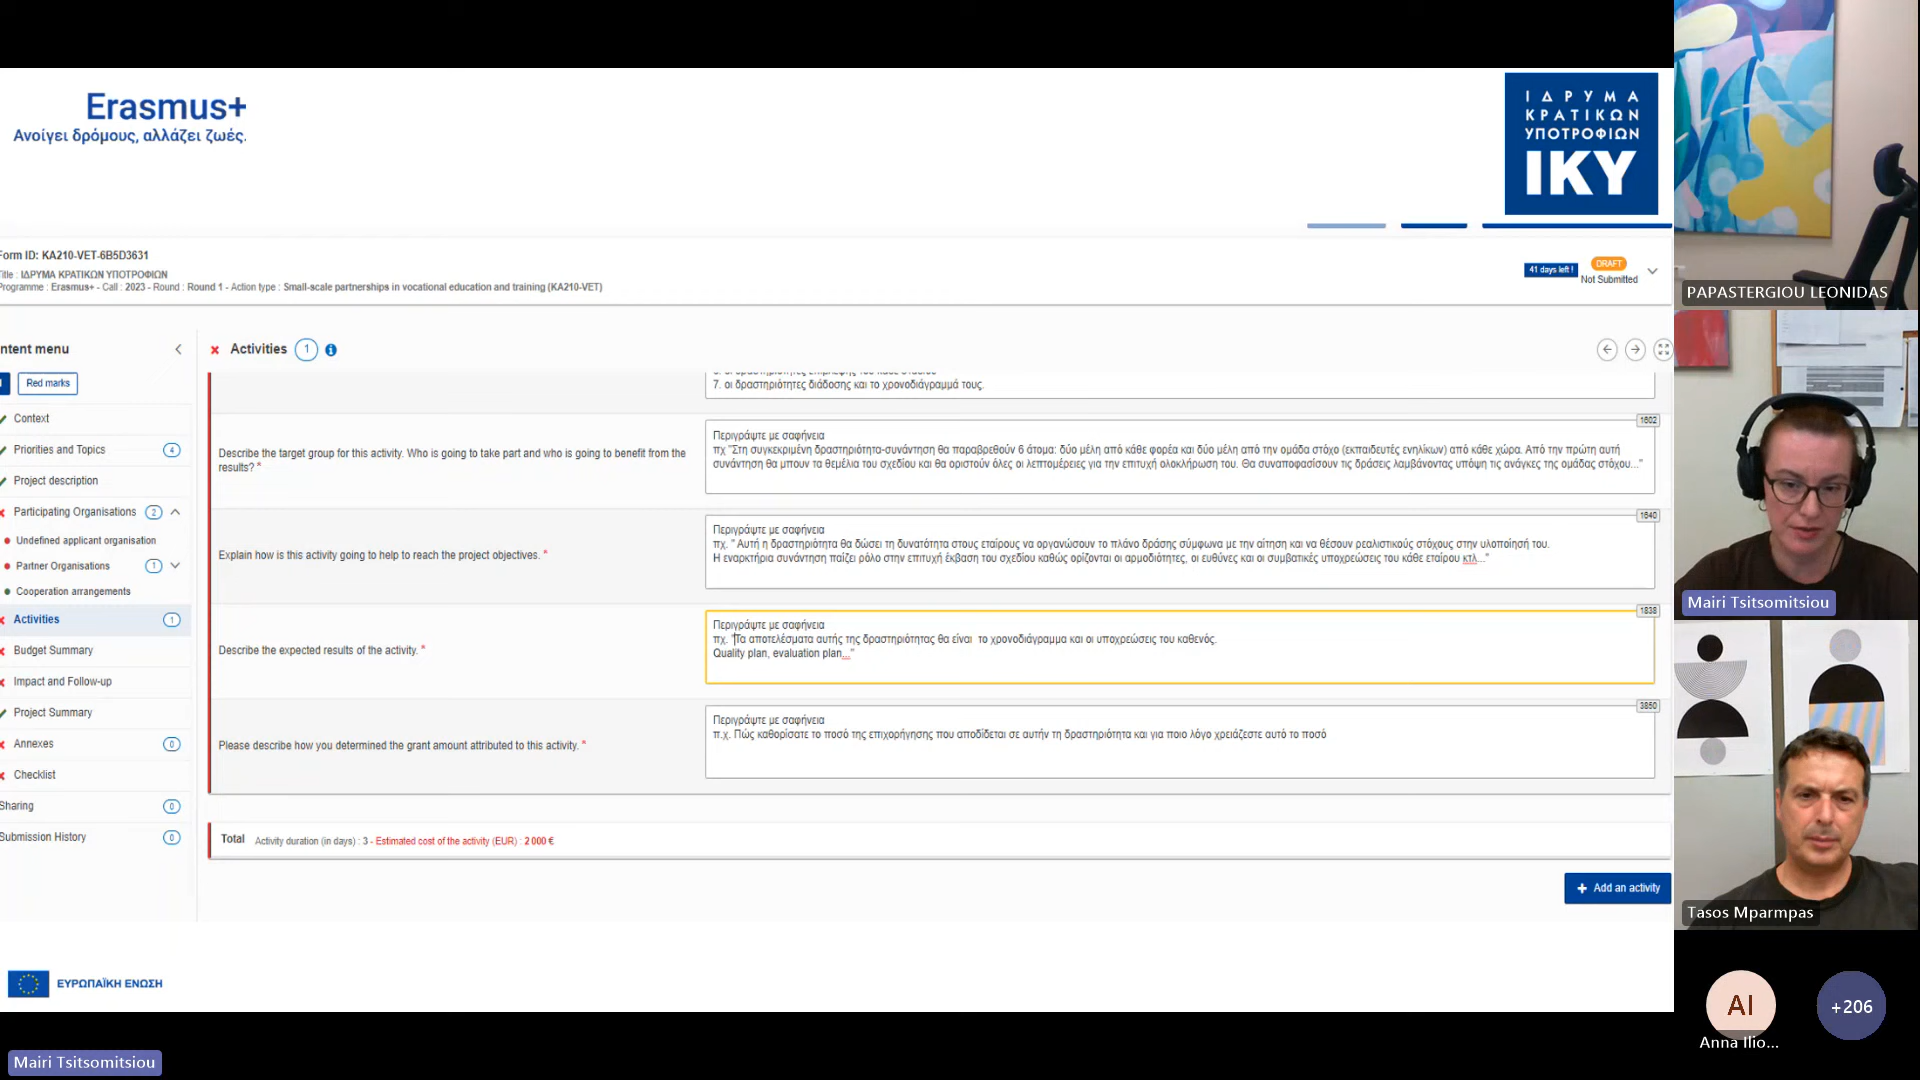 Erasmus+
Ανοίγει δρόμους, αλλάζει ζωές.
ΙΔΡΥΜΑ
ΚΡΑΤΙΚΩΝ
ΥΠΟΤΡΟΦΙΩΝ
ΙΚΥ
Form ID: KA210-VET-6B5D3631
Title : ΙΔΡΥΜΑ ΚΡΑΤΙΚΩΝ ΥΠΟΤΡΟΦΙΩΝ
Programme : Erasmus+ - Call : 2023 - Round : Round 1 - Action type : Small-scale partnerships in vocational education and training (KA210-VET)
41 days left !
DRAFT
Not Submitted
ntent menu
Red marks
Context
Priorities and Topics 4
Project description
Participating Organisations 2
Undefined applicant organisation
Partner Organisations 1
Cooperation arrangements
Activities 1
Budget Summary
Impact and Follow-up
Project Summary
Annexes 0
Checklist
Sharing 0
Submission History 0
Activities 1
7. οι δραστηριότητες διάδοσης και το χρονοδιάγραμμά τους.
Describe the target group for this activity. Who is going to take part and who is going to benefit from the
results? *
1602
Περιγράψτε με σαφήνεια
πχ "Στη συγκεκριμένη δραστηριότητα-συνάντηση θα παραβρεθούν 6 άτομα: δύο μέλη από κάθε φορέα και δύο μέλη από την ομάδα στόχο (εκπαιδευτές ενηλίκων) από κάθε χώρα. Από την πρώτη αυτή
συνάντηση θα μπουν τα θεμέλια του σχεδίου και θα οριστούν όλες οι λεπτομέρειες για την επιτυχή ολοκλήρωση του. Θα συναποφασίσουν τις δράσεις λαμβάνοντας υπόψη τις ανάγκες της ομάδας στόχου..."
Explain how is this activity going to help to reach the project objectives. *
1640
Περιγράψτε με σαφήνεια
πχ. " Αυτή η δραστηριότητα θα δώσει τη δυνατότητα στους εταίρους να οργανώσουν το πλάνο δράσης σύμφωνα με την αίτηση και να θέσουν ρεαλιστικούς στόχους στην υλοποίησή του.
Η εναρκτήρια συνάντηση παίζει ρόλο στην επιτυχή έκβαση του σχεδίου καθώς ορίζονται οι αρμοδιότητες, οι ευθύνες και οι συμβατικές υποχρεώσεις του κάθε εταίρου κτλ..."
Describe the expected results of the activity. *
1838
Περιγράψτε με σαφήνεια
πχ. "Τα αποτελέσματα αυτής της δραστηριότητας θα είναι το χρονοδιάγραμμα και οι υποχρεώσεις του καθενός.
Quality plan, evaluation plan..."
Please describe how you determined the grant amount attributed to this activity. *
3850
Περιγράψτε με σαφήνεια
π.χ. Πώς καθορίσατε το ποσό της επιχορήγησης που αποδίδεται σε αυτήν τη δραστηριότητα και για ποιο λόγο χρειάζεστε αυτό το ποσό
Total Activity duration (in days) : 3 - Estimated cost of the activity (EUR) : 2 000 €
+ Add an activity
ΕΥΡΩΠΑΪΚΗ ΕΝΩΣΗ
Mairi Tsitsomitsiou
PAPASTERGIOU LEONIDAS
Mairi Tsitsomitsiou
Tasos Mparmpas
AI
Anna Ilio...
+206